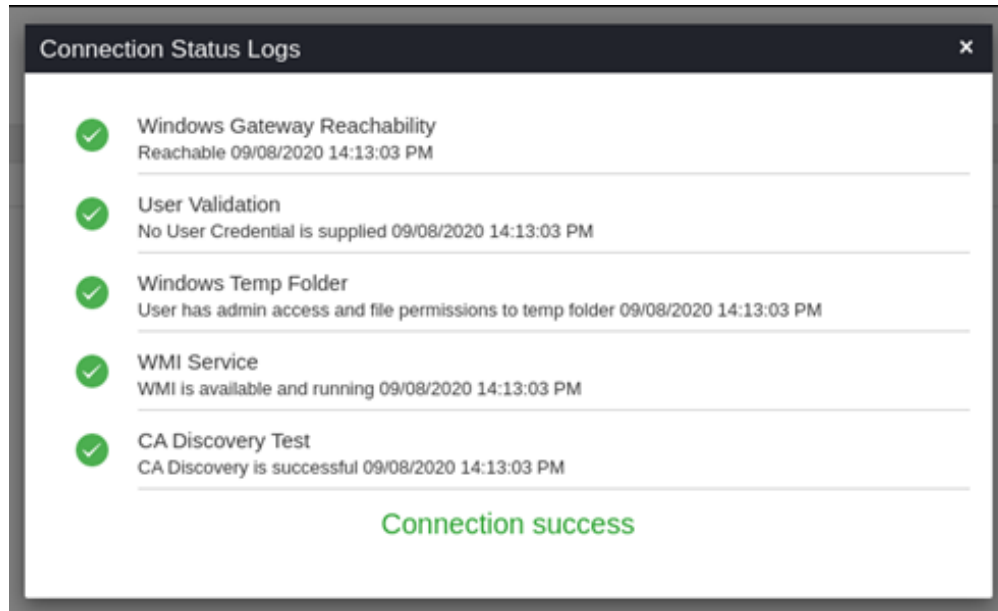 Connection Status Logs ×
Windows Gateway Reachability
Reachable 09/08/2020 14:13:03 PM
User Validation
No User Credential is supplied 09/08/2020 14:13:03 PM
Windows Temp Folder
User has admin access and file permissions to temp folder 09/08/2020 14:13:03 PM
WMI Service
WMI is available and running 09/08/2020 14:13:03 PM
CA Discovery Test
CA Discovery is successful 09/08/2020 14:13:03 PM
Connection success